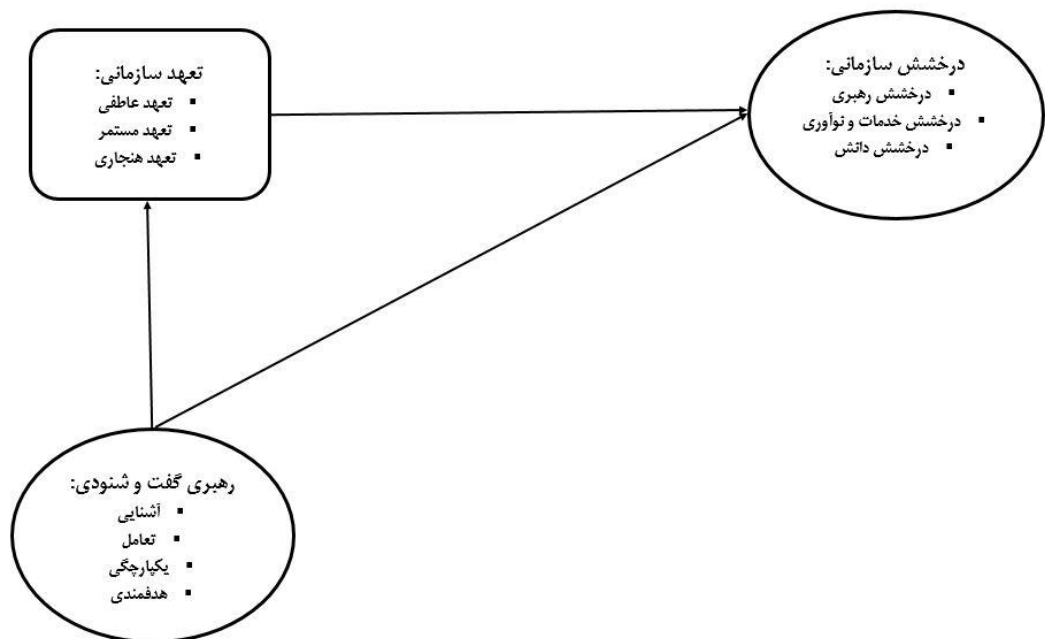 درخشش سازمانی:
▪ درخشش رهبری
▪ درخشش خدمات و نوآوری
▪ درخشش دانش
تعهد سازمانی:
▪ تعهد عاطفی
▪ تعهد مستمر
▪ تعهد هنجاری
رهبری گفت و شنودی:
▪ آشنایی
▪ تعامل
▪ یکپارچگی
▪ هدفمندی